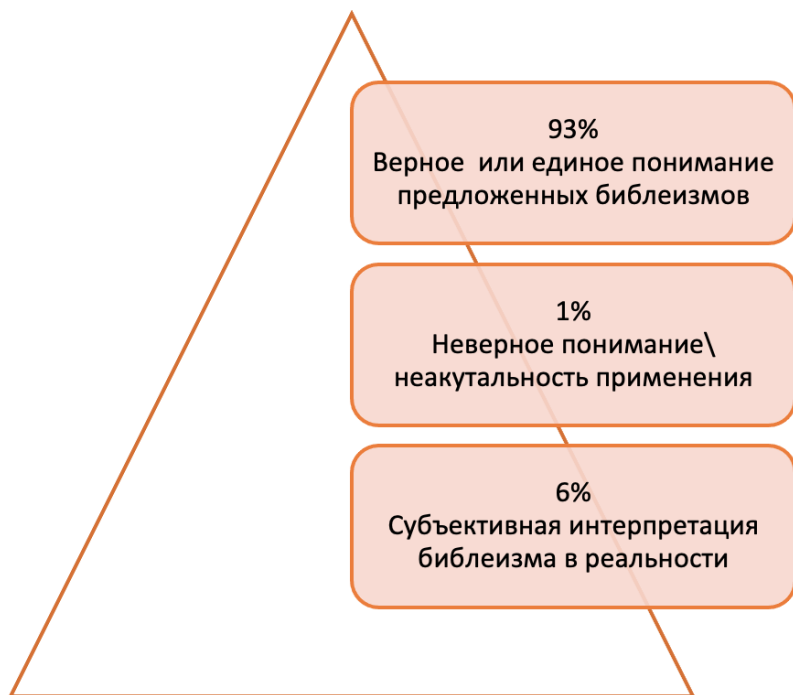 93%
Верное или единое понимание
предложенных библеизмов
1%
Неверное понимание\
неакутальность применения
6%
Субъективная интерпретация
библеизма в реальности